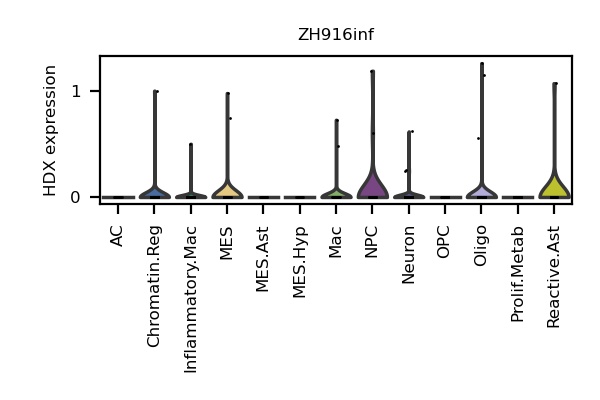 ZH916inf
HDX expression
1
0
AC
Chromatin.Reg
Inflammatory.Mac
MES
MES.Ast
MES.Hyp
Mac
NPC
Neuron
OPC
Oligo
Prolif.Metab
Reactive.Ast